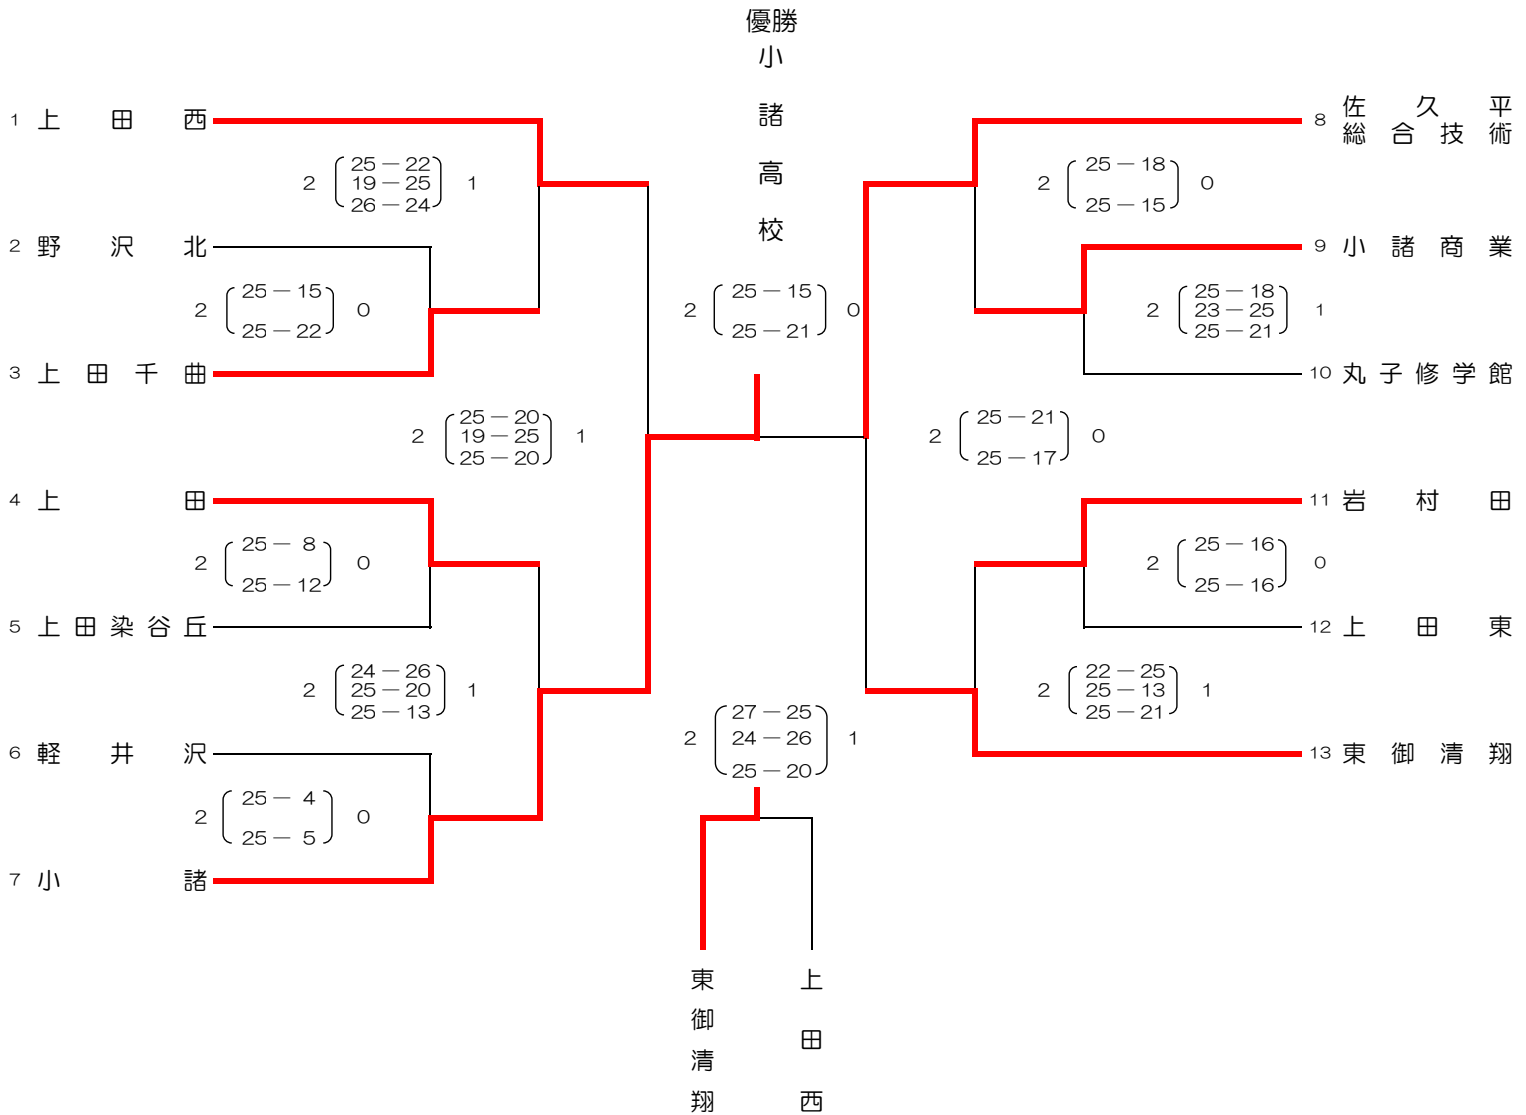 優勝
小諸高校
1 上田西
2 ( 25－22 19－25 26－24 ) 1
2 野沢北
2 ( 25－15 25－22 ) 0
3 上田千曲
2 ( 25－20 19－25 25－20 ) 1
4 上田
2 ( 25－8 25－12 ) 0
5 上田染谷丘
2 ( 24－26 25－20 25－13 ) 1
6 軽井沢
2 ( 25－4 25－5 ) 0
7 小諸
2 ( 25－15 25－21 ) 0
8 佐久平総合技術
2 ( 25－18 25－15 ) 0
9 小諸商業
2 ( 25－18 23－25 25－21 ) 1
10 丸子修学館
2 ( 25－21 25－17 ) 0
11 岩村田
2 ( 25－16 25－16 ) 0
12 上田東
2 ( 22－25 25－13 25－21 ) 1
13 東御清翔
2 ( 27－25 24－26 25－20 ) 1
東御清翔
上田西